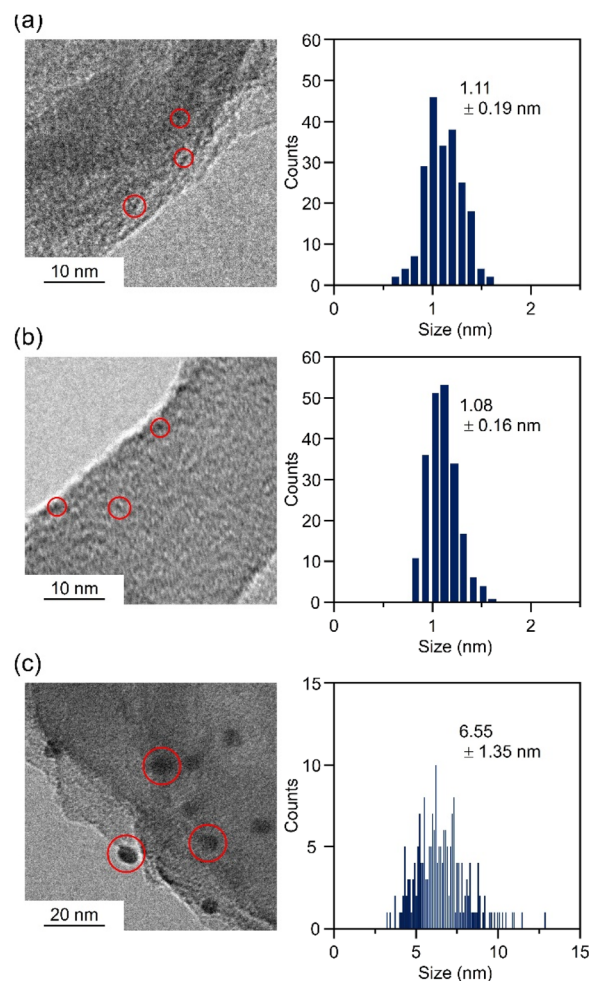 (a)
10 nm
60
50
40
30
20
10
0
Counts
1.11
± 0.19 nm
0 1 2
Size (nm)
(b)
10 nm
60
50
40
30
20
10
0
Counts
1.08
± 0.16 nm
0 1 2
Size (nm)
(c)
20 nm
15
10
5
0
Counts
6.55
± 1.35 nm
0 5 10 15
Size (nm)